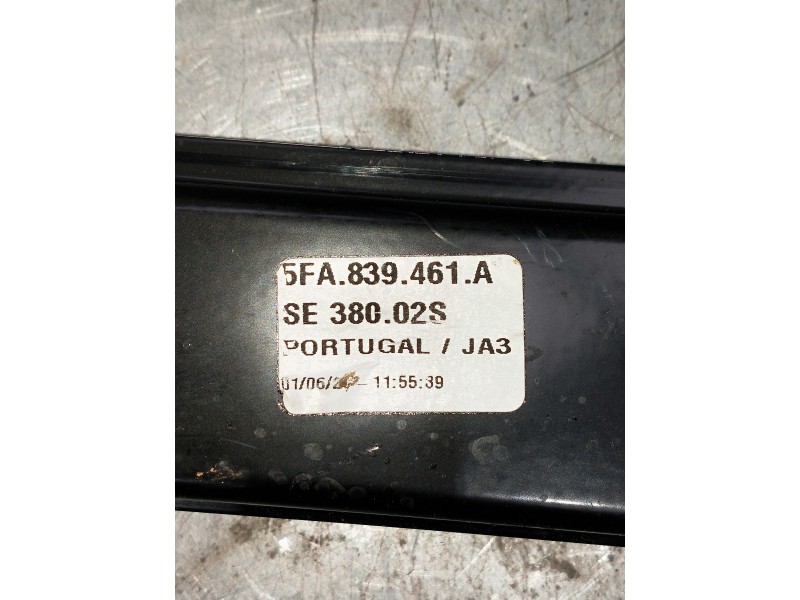 5FA.839.461.A
SE 380.02S
PORTUGAL / JA3
11:55:39